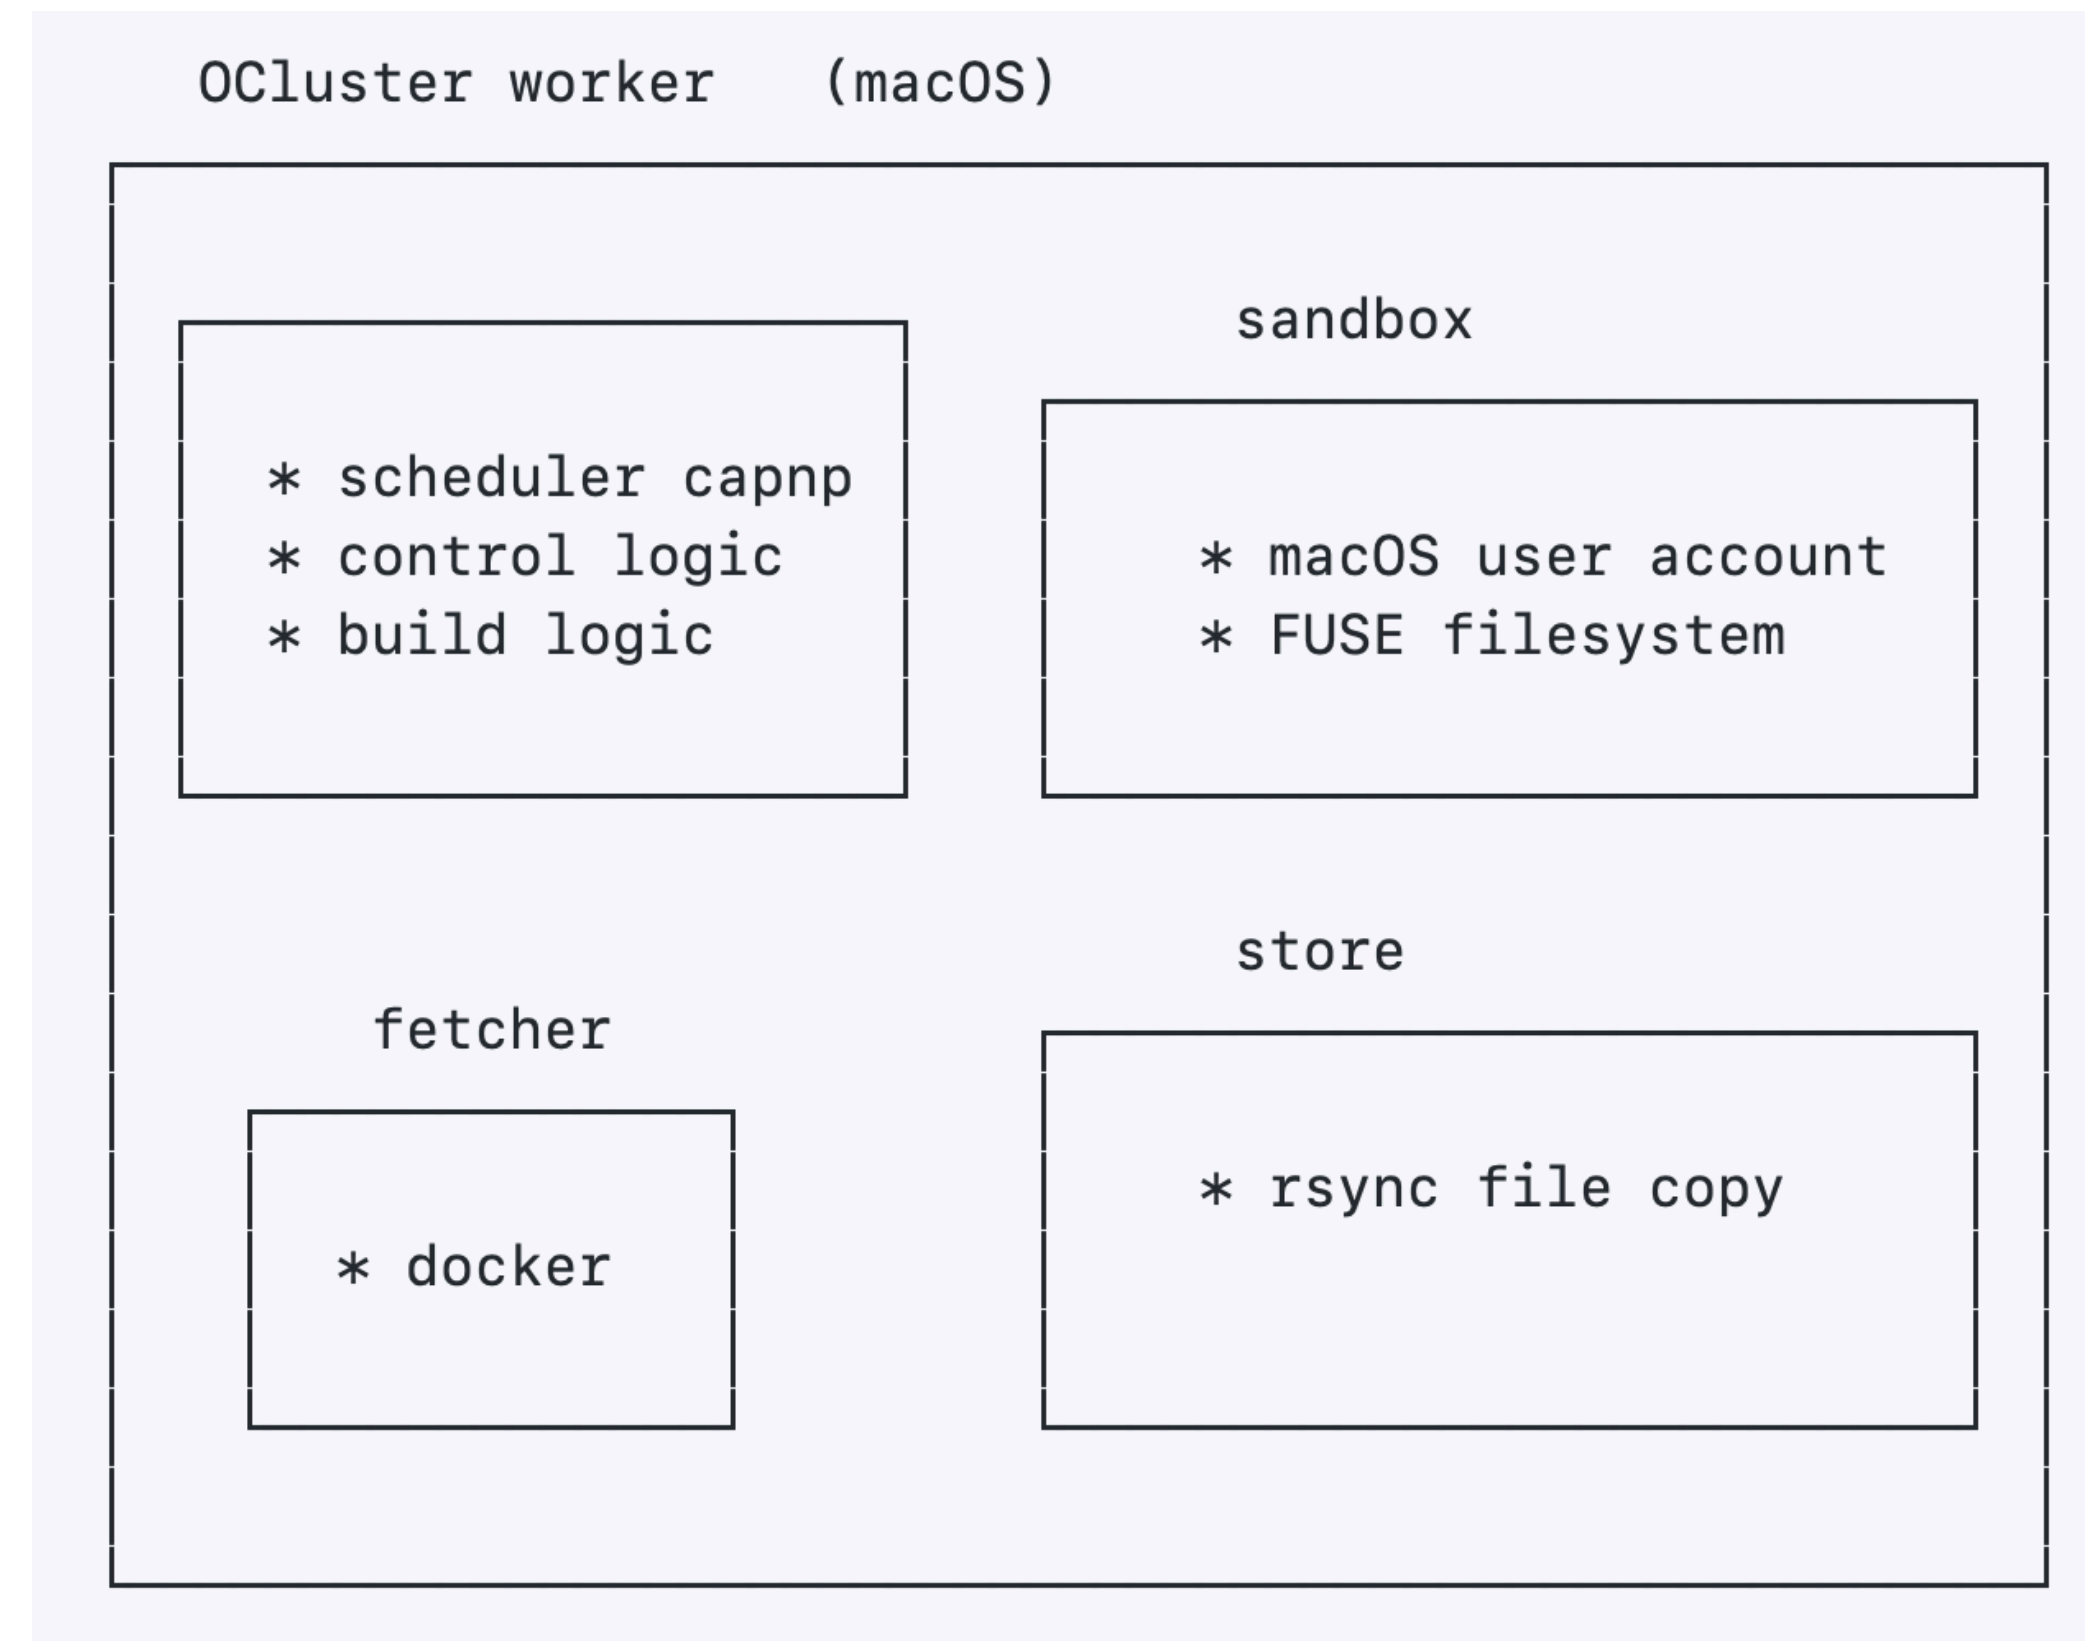 OCluster worker   (macOS)
* scheduler capnp
* control logic
* build logic
sandbox
* macOS user account
* FUSE filesystem
fetcher
* docker
store
* rsync file copy